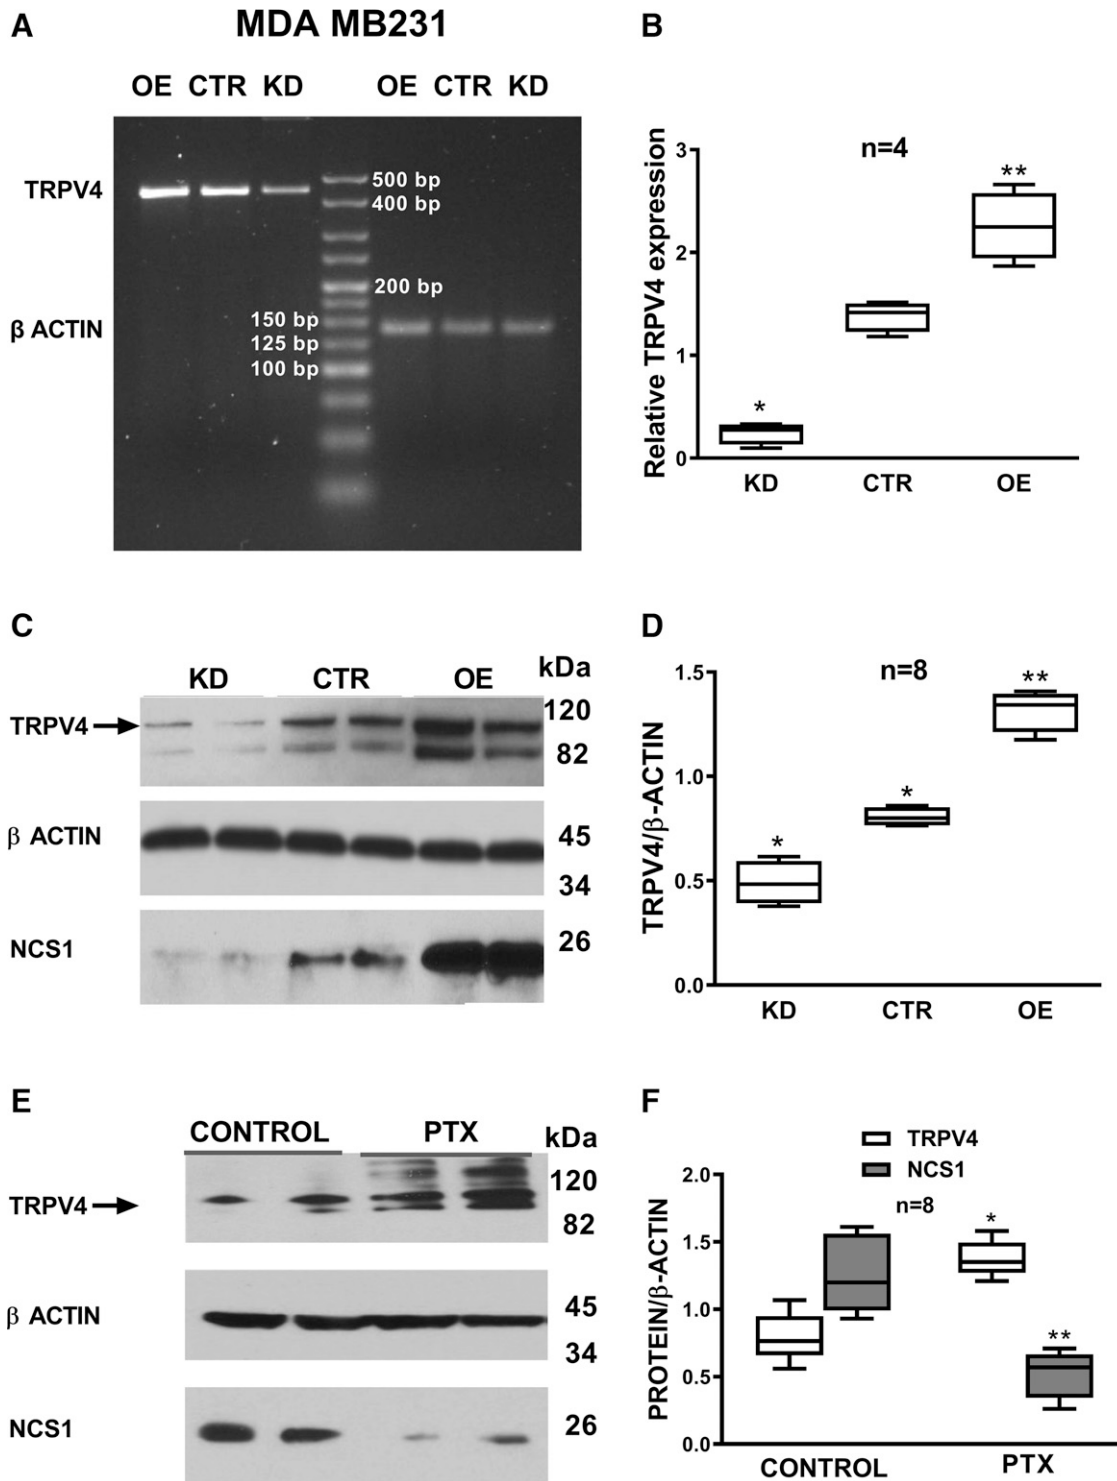 A
MDA MB231
OE CTR KD OE CTR KD
TRPV4
β ACTIN
500 bp
400 bp
200 bp
150 bp
125 bp
100 bp
B
n=4
Relative TRPV4 expression
3
2
1
0
*
**
KD CTR OE
C
KD CTR OE kDa
TRPV4
120
82
β ACTIN
45
34
NCS1
26
D
n=8
TRPV4/β-ACTIN
1.5
1.0
0.5
0.0
*
*
**
KD CTR OE
E
CONTROL PTX kDa
TRPV4
120
82
β ACTIN
45
34
NCS1
26
F
TRPV4
NCS1
n=8
PROTEIN/β-ACTIN
2.0
1.5
1.0
0.5
0.0
*
**
CONTROL PTX